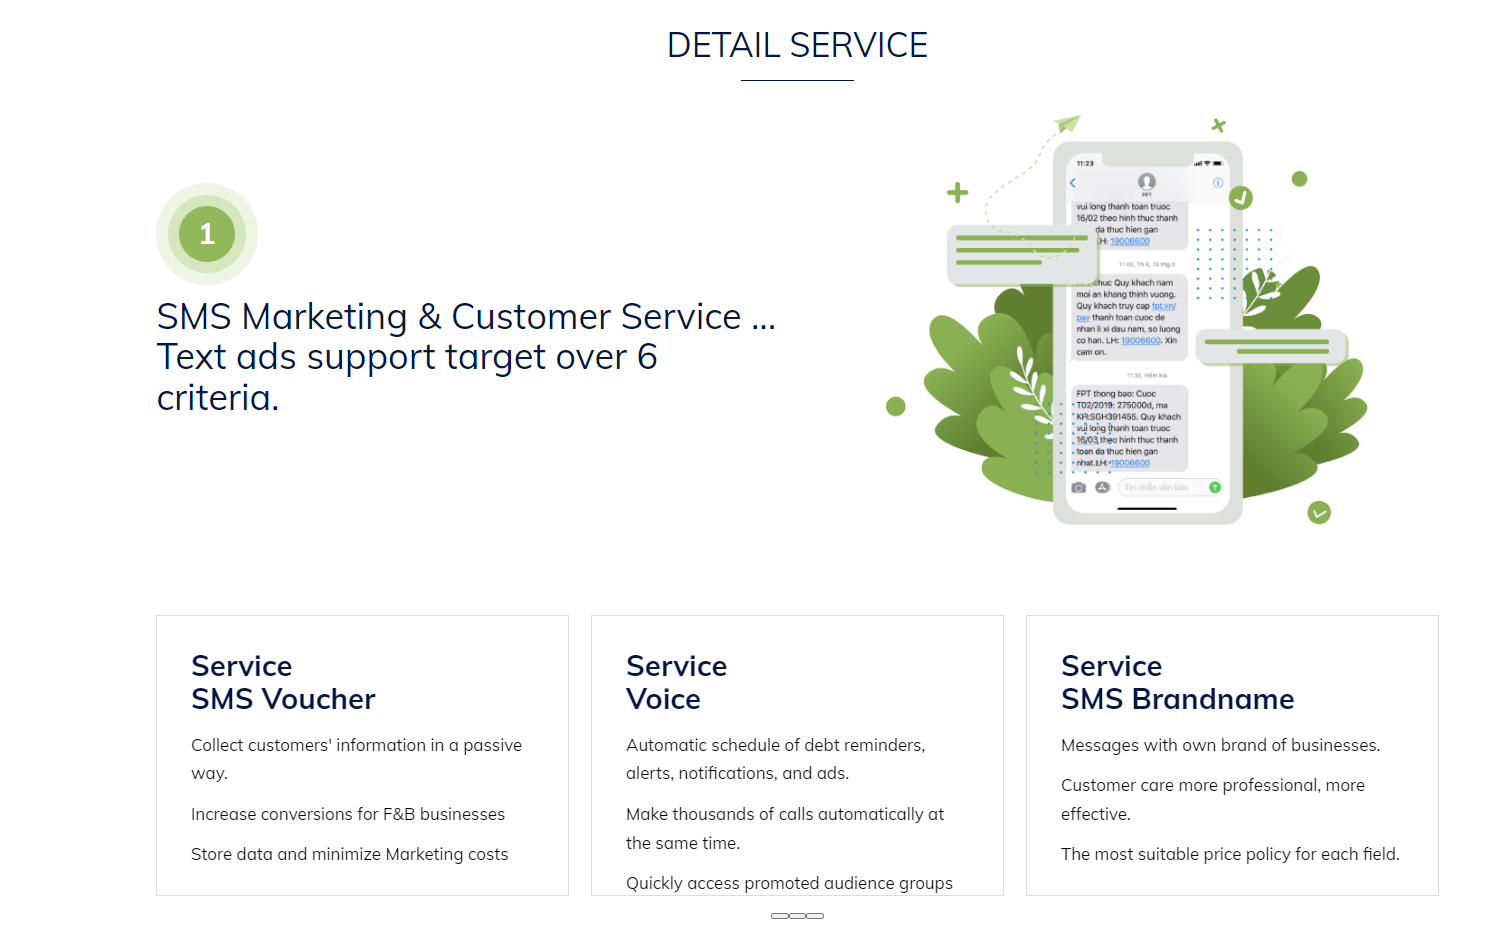 DETAIL SERVICE
1
SMS Marketing & Customer Service ...
Text ads support target over 6
criteria.
11:23
FPT
vui long thanh toan truoc
16/02 theo hinh thuc thanh
da thuc hien gan
LH: 19006600
11:48, Th 4, 13 thg 2
chuc Quy khach nam
moi an khang thinh vuong.
Quy khach truy cap fpt.vn/
pay thanh toan cuoc de
nhan li xi dau nam, so luong
co han. LH: 19006600. Xin
cam on.
11:35, Hôm kia
FPT thong bao: Cuoc
T02/2019: 275000d, ma
KH:SGH391455. Quy khach
vui long thanh toan truoc
16/03 theo hinh thuc thanh
toan da thuc hien gan
nhat.LH: 19006600
Tin nhắn văn bản
Service
SMS Voucher
Collect customers' information in a passive
way.
Increase conversions for F&B businesses
Store data and minimize Marketing costs
Service
Voice
Automatic schedule of debt reminders,
alerts, notifications, and ads.
Make thousands of calls automatically at
the same time.
Quickly access promoted audience groups
Service
SMS Brandname
Messages with own brand of businesses.
Customer care more professional, more
effective.
The most suitable price policy for each field.